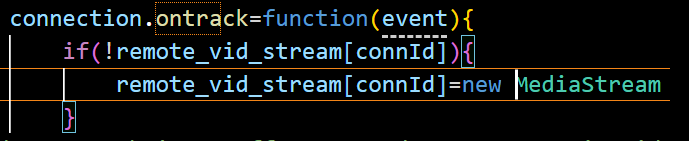 connection.ontrack=function(event){
if(!remote_vid_stream[connId]){
remote_vid_stream[connId]=new MediaStream
}